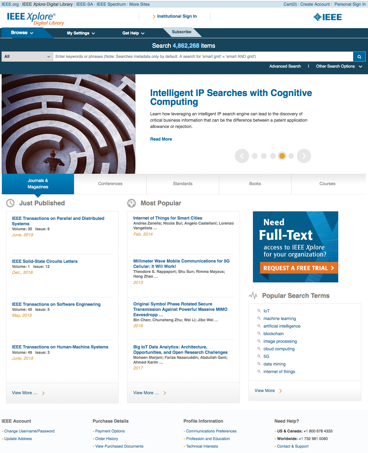 IEEE.org | IEEE Xplore Digital Library | IEEE-SA | IEEE Spectrum | More Sites
Cart(0) | Create Account | Personal Sign In
IEEE Xplore®
Digital Library
Institutional Sign In
IEEE
Browse
My Settings
Get Help
Subscribe
Search 4,862,268 items
All
Enter keywords or phrases (Note: Searches metadata only by default. A search for 'smart grid' = 'smart AND grid')
Advanced Search | Other Search Options
Intelligent IP Searches with Cognitive
Computing
Learn how leveraging an intelligent IP search engine can lead to the discovery of
critical business information that can be the difference between a patent application
allowance or rejection.
Read More
Journals &
Magazines
Conferences
Standards
Books
Courses
Just Published
IEEE Transactions on Parallel and Distributed
Systems
Volume: 30 Issue: 6
June, 2019
IEEE Solid-State Circuits Letters
Volume: 1 Issue: 12
Dec., 2018
IEEE Transactions on Software Engineering
Volume: 45 Issue: 5
May, 2019
IEEE Transactions on Human-Machine Systems
Volume: 49 Issue: 3
June, 2019
View More ...
Most Popular
Internet of Things for Smart Cities
Andrea Zanella; Nicola Bui; Angelo Castellani; Lorenzo
Vangelista ...
Feb, 2014
Millimeter Wave Mobile Communications for 5G
Cellular: It Will Work!
Theodore S. Rappaport; Shu Sun; Rimma Mayzus;
Hang Zhao ...
2013
Original Symbol Phase Rotated Secure
Transmission Against Powerful Massive MIMO
Eavesdropp ...
Bin Chen; Chunsheng Zhu; Wei Li; Jibo Wei ...
2016
Big IoT Data Analytics: Architecture,
Opportunities, and Open Research Challenges
Mohsen Marjani; Fariza Nasaruddin; Abdullah Gani;
Ahmad Karim ...
2017
View More ...
Need
Full-Text
access to IEEE Xplore
for your organization?
REQUEST A FREE TRIAL >
Popular Search Terms
IoT
machine learning
artificial intelligence
blockchain
image processing
cloud computing
5G
data mining
internet of things
View More ...
IEEE Account
Change Username/Password
Update Address
Purchase Details
Payment Options
Order History
View Purchased Documents
Profile Information
Communications Preferences
Profession and Education
Technical Interests
Need Help?
US & Canada: +1 800 678 4333
Worldwide: +1 732 981 0060
Contact & Support